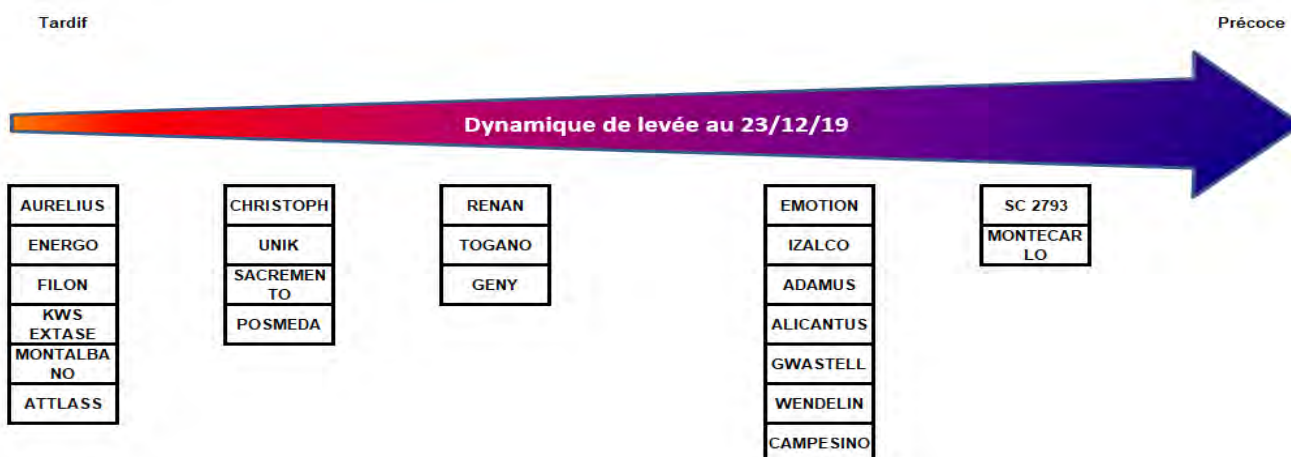 Tardif
Précoce
Dynamique de levée au 23/12/19
AURELIUS
ENERGO
FILON
KWS
EXTASE
MONTALBA
NO
ATTLASS
CHRISTOPH
UNIK
SACREMEN
TO
POSMEDA
RENAN
TOGANO
GENY
EMOTION
IZALCO
ADAMUS
ALICANTUS
GWASTELL
WENDELIN
CAMPESINO
SC 2793
MONTECAR
LO